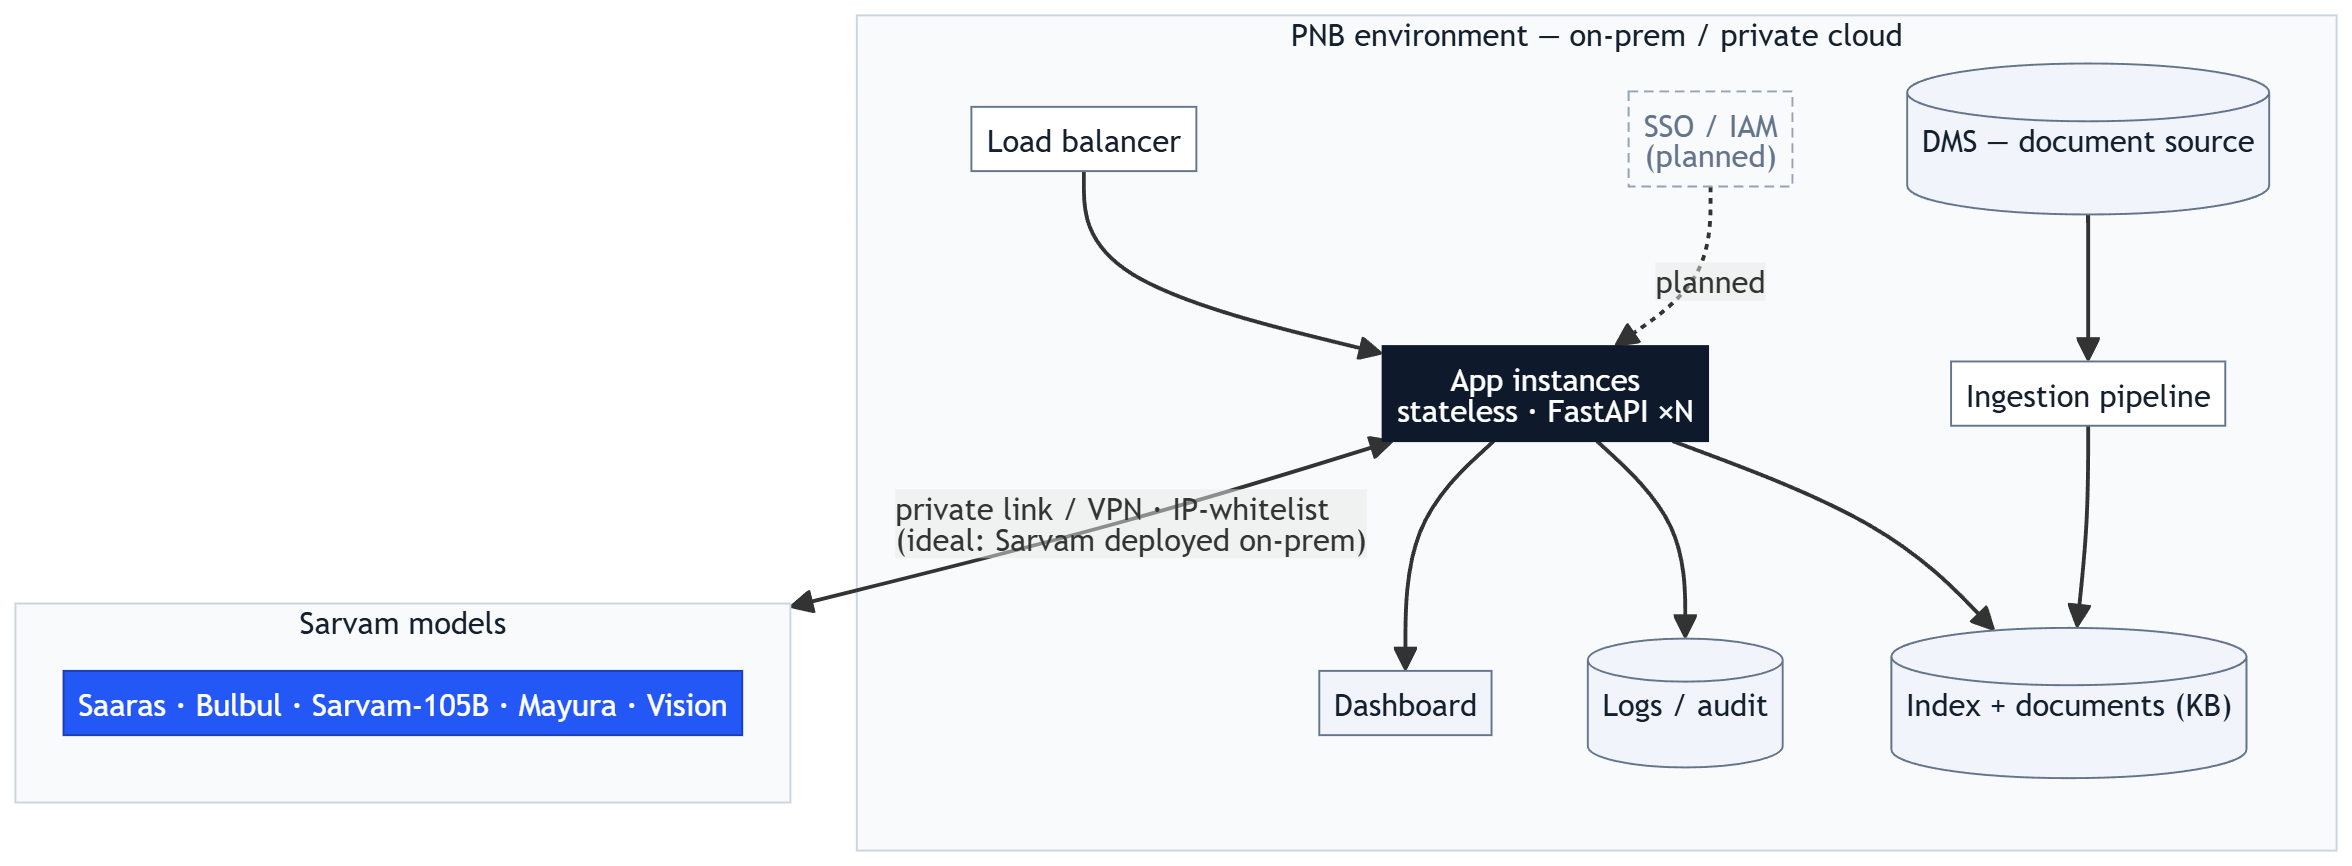 PNB environment — on-prem / private cloud
Load balancer
SSO / IAM
(planned)
DMS — document source
planned
App instances
stateless · FastAPI ×N
Ingestion pipeline
private link / VPN · IP-whitelist
(ideal: Sarvam deployed on-prem)
Sarvam models
Saaras · Bulbul · Sarvam-105B · Mayura · Vision
Dashboard
Logs / audit
Index + documents (KB)